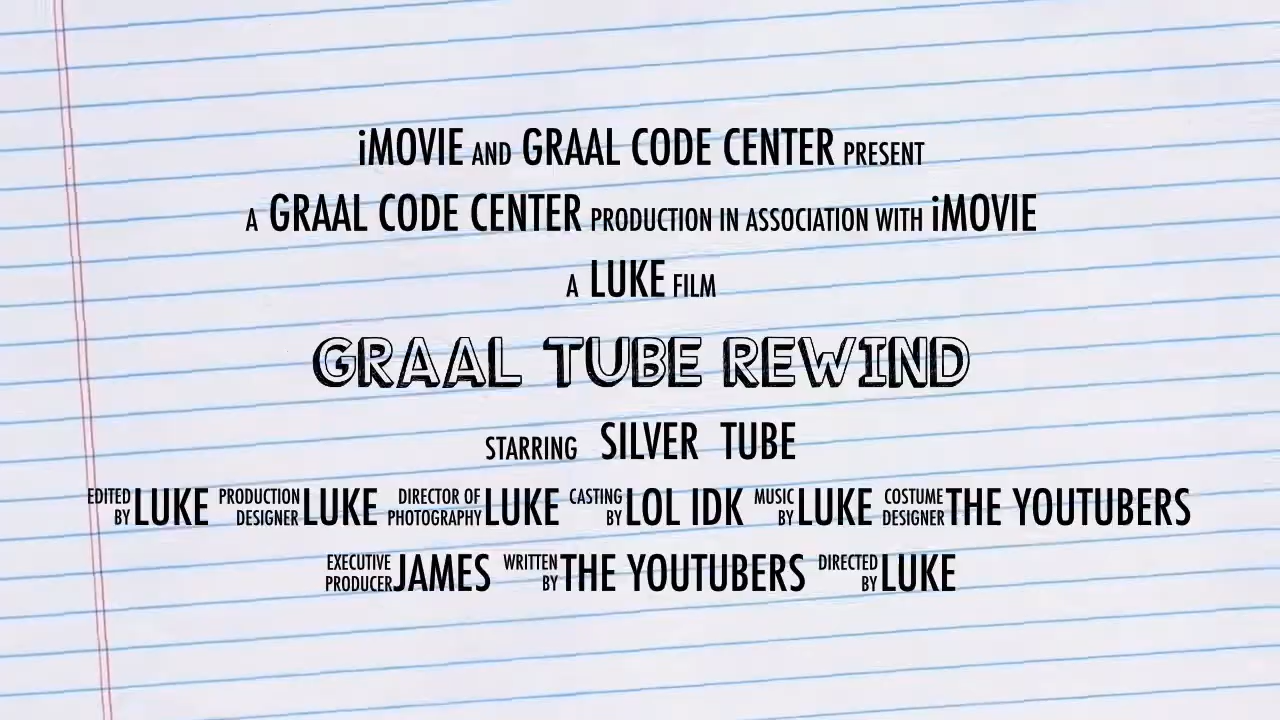 iMOVIE AND GRAAL CODE CENTER PRESENT
A GRAAL CODE CENTER PRODUCTION IN ASSOCIATION WITH iMOVIE
A LUKE FILM
GRAAL TUBE REWIND
STARRING SILVER TUBE
EDITED BY LUKE PRODUCTION DESIGNER LUKE DIRECTOR OF PHOTOGRAPHY LUKE CASTING BY LOL IDK MUSIC BY LUKE COSTUME DESIGNER THE YOUTUBERS
EXECUTIVE PRODUCER JAMES WRITTEN BY THE YOUTUBERS DIRECTED BY LUKE